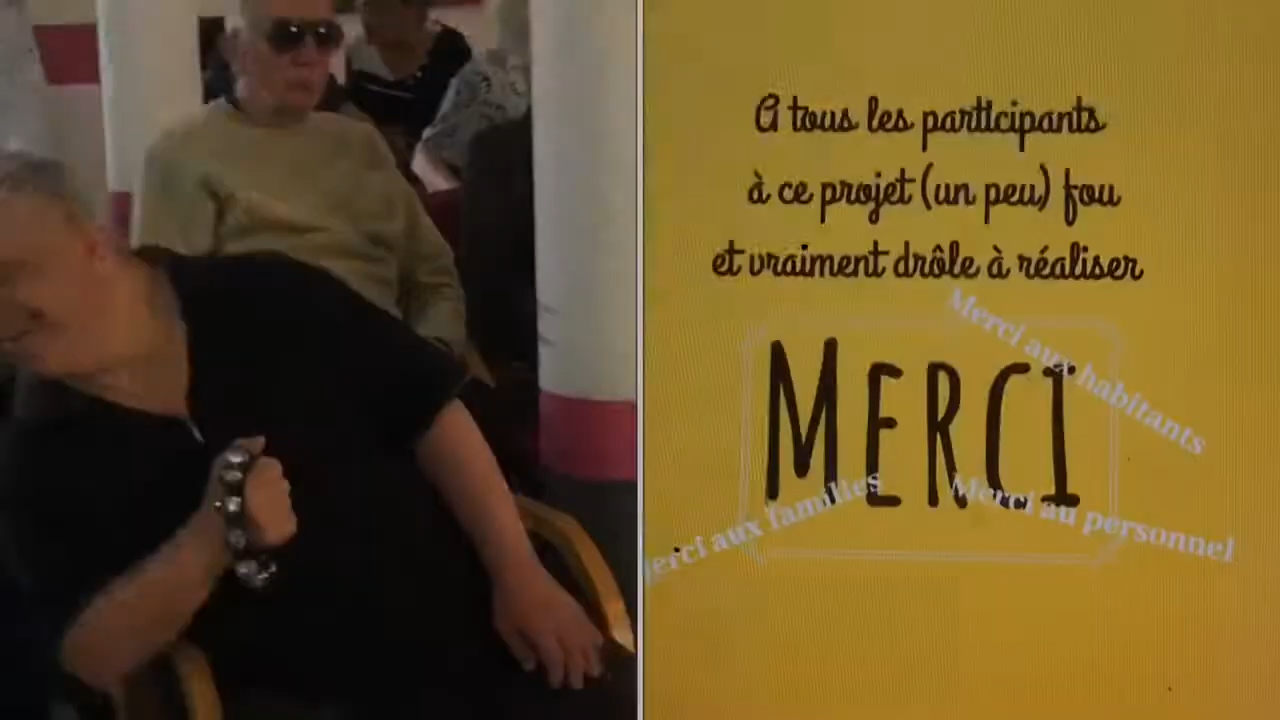 A tous les participants
à ce projet (un peu) fou
et vraiment drôle à réaliser
Merci aux habitants
MERCI
Merci aux familles
Merci au personnel